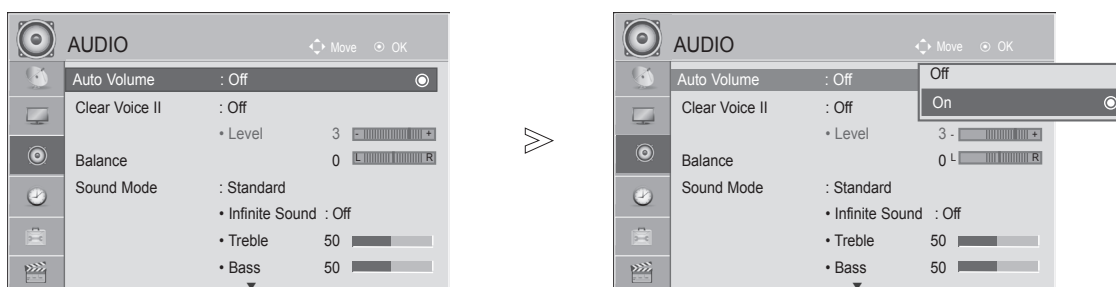 AUDIO Move OK
Auto Volume : Off
Clear Voice II : Off
• Level 3 - +
Balance 0 L R
Sound Mode : Standard
• Infinite Sound : Off
• Treble 50
• Bass 50
AUDIO Move OK
Auto Volume : Off
Off
On
Clear Voice II : Off
• Level 3 - +
Balance 0 L R
Sound Mode : Standard
• Infinite Sound : Off
• Treble 50
• Bass 50